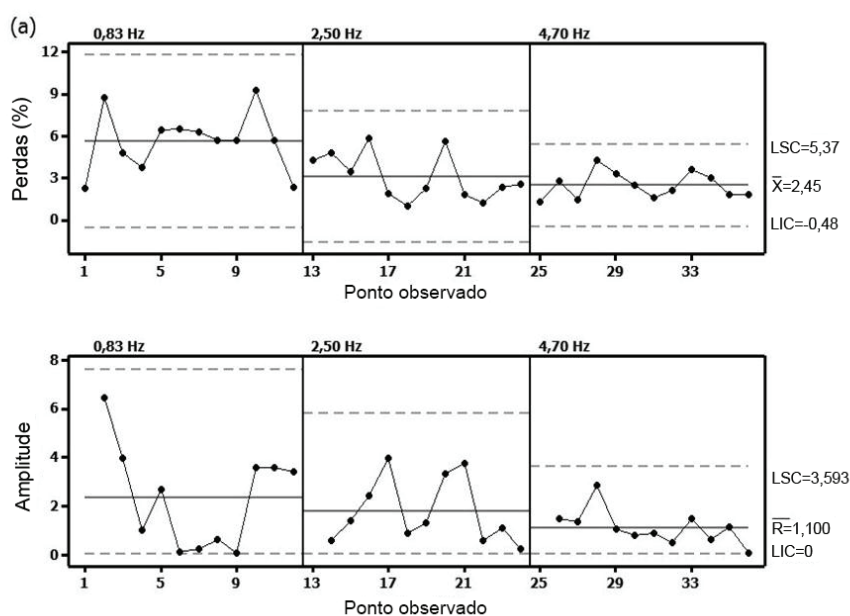 (a)
0,83 Hz 2,50 Hz 4,70 Hz
12
9
6
3
0
Perdas (%)
LSC=5,37
X̄=2,45
LIC=-0,48
1 5 9 13 17 21 25 29 33
Ponto observado
0,83 Hz 2,50 Hz 4,70 Hz
8
6
4
2
0
Amplitude
LSC=3,593
R̄=1,100
LIC=0
1 5 9 13 17 21 25 29 33
Ponto observado